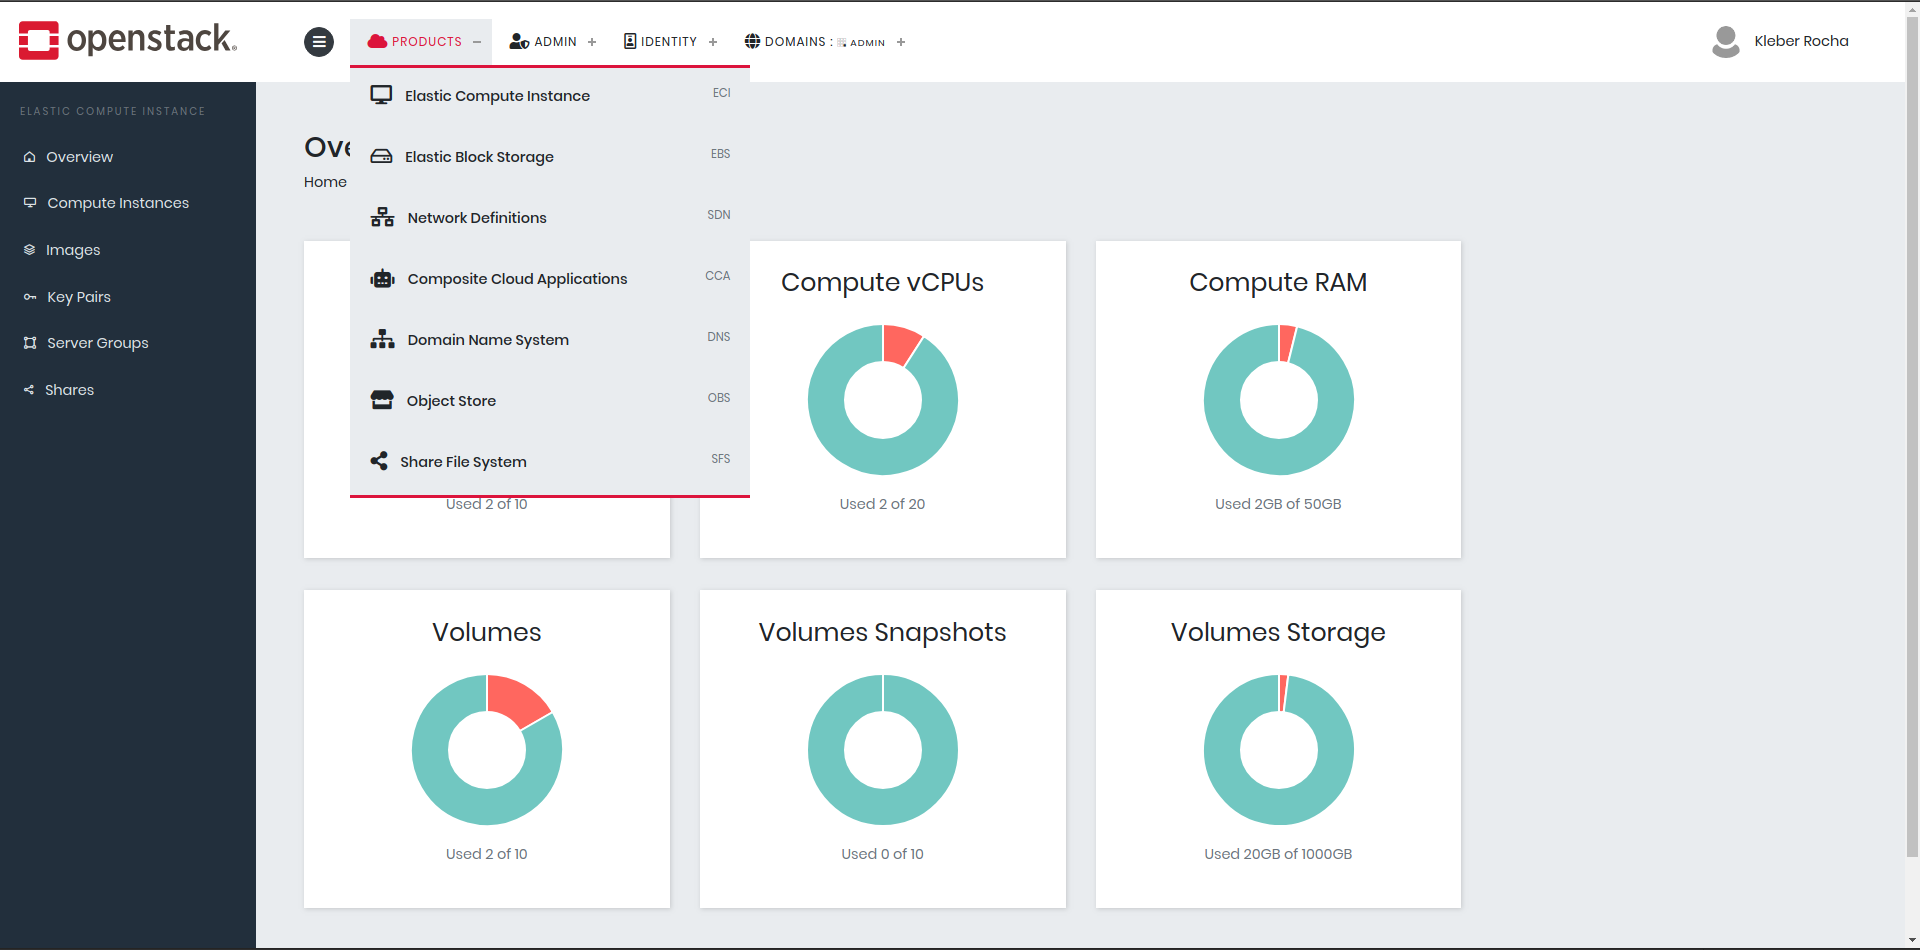 openstack
PRODUCTS
ADMIN
IDENTITY
DOMAINS : ADMIN
Kleber Rocha
ELASTIC COMPUTE INSTANCE
Overview
Compute Instances
Images
Key Pairs
Server Groups
Shares
Elastic Compute Instance ECI
Elastic Block Storage EBS
Network Definitions SDN
Composite Cloud Applications CCA
Domain Name System DNS
Object Store OBS
Share File System SFS
Ove
Home
Used 2 of 10
Compute vCPUs
Used 2 of 20
Compute RAM
Used 2GB of 50GB
Volumes
Used 2 of 10
Volumes Snapshots
Used 0 of 10
Volumes Storage
Used 20GB of 1000GB